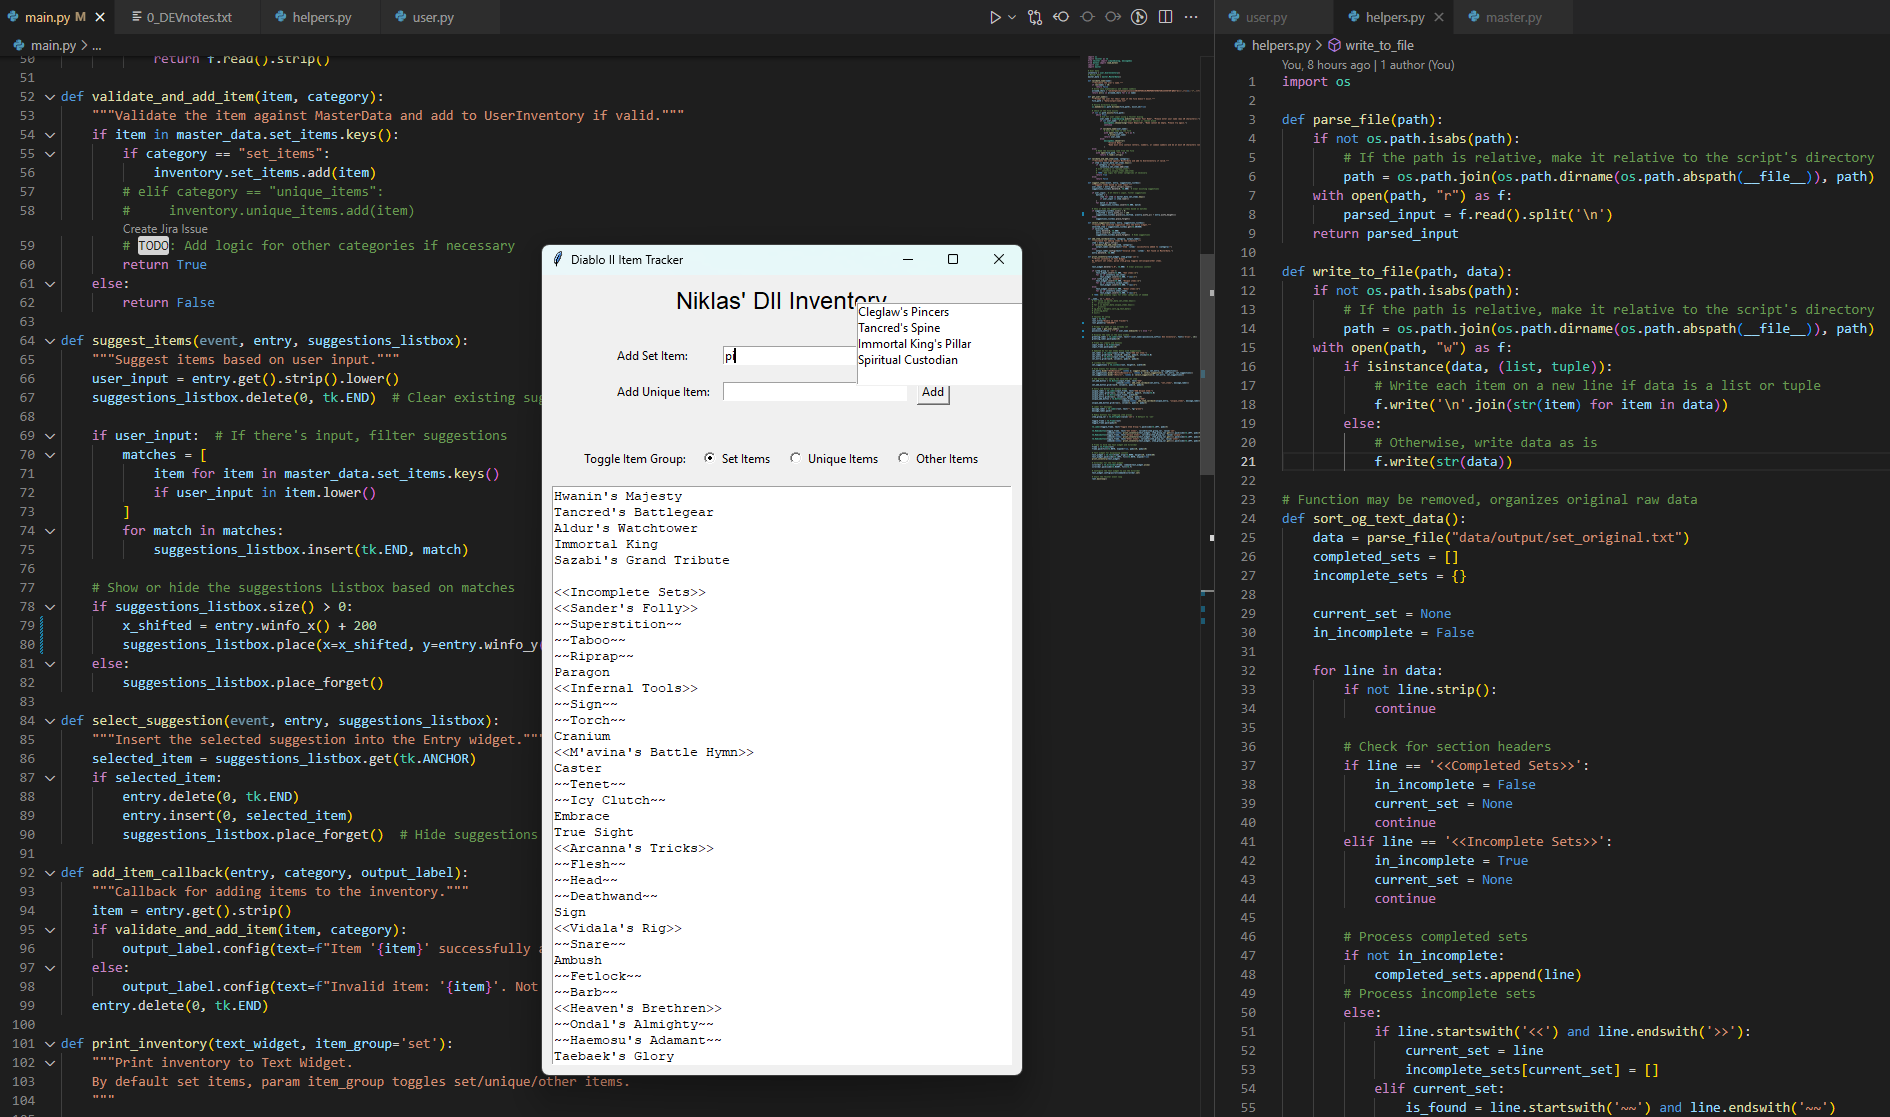 main.py M
0_DEVnotes.txt
helpers.py
user.py
main.py > ...
50 return f.read().strip()
51
52 def validate_and_add_item(item, category):
53 """Validate the item against MasterData and add to UserInventory if valid."""
54 if item in master_data.set_items.keys():
55 if category == "set_items":
56 inventory.set_items.add(item)
57 # elif category == "unique_items":
58 #     inventory.unique_items.add(item)
Create Jira Issue
59 # TODO: Add logic for other categories if necessary
60 return True
61 else:
62 return False
63
64 def suggest_items(event, entry, suggestions_listbox):
65 """Suggest items based on user input."""
66 user_input = entry.get().strip().lower()
67 suggestions_listbox.delete(0, tk.END)  # Clear existing sug
68
69 if user_input:  # If there's input, filter suggestions
70 matches = [
71 item for item in master_data.set_items.keys()
72 if user_input in item.lower()
73 ]
74 for match in matches:
75 suggestions_listbox.insert(tk.END, match)
76
77 # Show or hide the suggestions Listbox based on matches
78 if suggestions_listbox.size() > 0:
79 x_shifted = entry.winfo_x() + 200
80 suggestions_listbox.place(x=x_shifted, y=entry.winfo_y(
81 else:
82 suggestions_listbox.place_forget()
83
84 def select_suggestion(event, entry, suggestions_listbox):
85 """Insert the selected suggestion into the Entry widget."""
86 selected_item = suggestions_listbox.get(tk.ANCHOR)
87 if selected_item:
88 entry.delete(0, tk.END)
89 entry.insert(0, selected_item)
90 suggestions_listbox.place_forget()  # Hide suggestions
91
92 def add_item_callback(entry, category, output_label):
93 """Callback for adding items to the inventory."""
94 item = entry.get().strip()
95 if validate_and_add_item(item, category):
96 output_label.config(text=f"Item '{item}' successfully a
97 else:
98 output_label.config(text=f"Invalid item: '{item}'. Not
99 entry.delete(0, tk.END)
100
101 def print_inventory(text_widget, item_group='set'):
102 """Print inventory to Text Widget.
103 By default set items, param item_group toggles set/unique/other items.
104 """
Diablo II Item Tracker
Niklas' DII Inventory
Add Set Item:
pi
Cleglaw's Pincers
Tancred's Spine
Immortal King's Pillar
Spiritual Custodian
Add Unique Item:
Add
Toggle Item Group: Set Items Unique Items Other Items
Hwanin's Majesty
Tancred's Battlegear
Aldur's Watchtower
Immortal King
Sazabi's Grand Tribute
<<Incomplete Sets>>
<<Sander's Folly>>
~~Superstition~~
~~Taboo~~
~~Riprap~~
Paragon
<<Infernal Tools>>
~~Sign~~
~~Torch~~
Cranium
<<M'avina's Battle Hymn>>
Caster
~~Tenet~~
~~Icy Clutch~~
Embrace
True Sight
<<Arcanna's Tricks>>
~~Flesh~~
~~Head~~
~~Deathwand~~
Sign
<<Vidala's Rig>>
~~Snare~~
Ambush
~~Fetlock~~
~~Barb~~
<<Heaven's Brethren>>
~~Ondal's Almighty~~
~~Haemosu's Adamant~~
Taebaek's Glory
user.py
helpers.py
master.py
helpers.py > write_to_file
You, 8 hours ago | 1 author (You)
1 import os
2
3 def parse_file(path):
4 if not os.path.isabs(path):
5 # If the path is relative, make it relative to the script's directory
6 path = os.path.join(os.path.dirname(os.path.abspath(__file__)), path)
7 with open(path, "r") as f:
8 parsed_input = f.read().split('\n')
9 return parsed_input
10
11 def write_to_file(path, data):
12 if not os.path.isabs(path):
13 # If the path is relative, make it relative to the script's directory
14 path = os.path.join(os.path.dirname(os.path.abspath(__file__)), path)
15 with open(path, "w") as f:
16 if isinstance(data, (list, tuple)):
17 # Write each item on a new line if data is a list or tuple
18 f.write('\n'.join(str(item) for item in data))
19 else:
20 # Otherwise, write data as is
21 f.write(str(data))
22
23 # Function may be removed, organizes original raw data
24 def sort_og_text_data():
25 data = parse_file("data/output/set_original.txt")
26 completed_sets = []
27 incomplete_sets = {}
28
29 current_set = None
30 in_incomplete = False
31
32 for line in data:
33 if not line.strip():
34 continue
35
36 # Check for section headers
37 if line == '<<Completed Sets>>':
38 in_incomplete = False
39 current_set = None
40 continue
41 elif line == '<<Incomplete Sets>>':
42 in_incomplete = True
43 current_set = None
44 continue
45
46 # Process completed sets
47 if not in_incomplete:
48 completed_sets.append(line)
49 # Process incomplete sets
50 else:
51 if line.startswith('<<') and line.endswith('>>'):
52 current_set = line
53 incomplete_sets[current_set] = []
54 elif current_set:
55 is_found = line.startswith('~~') and line.endswith('~~')